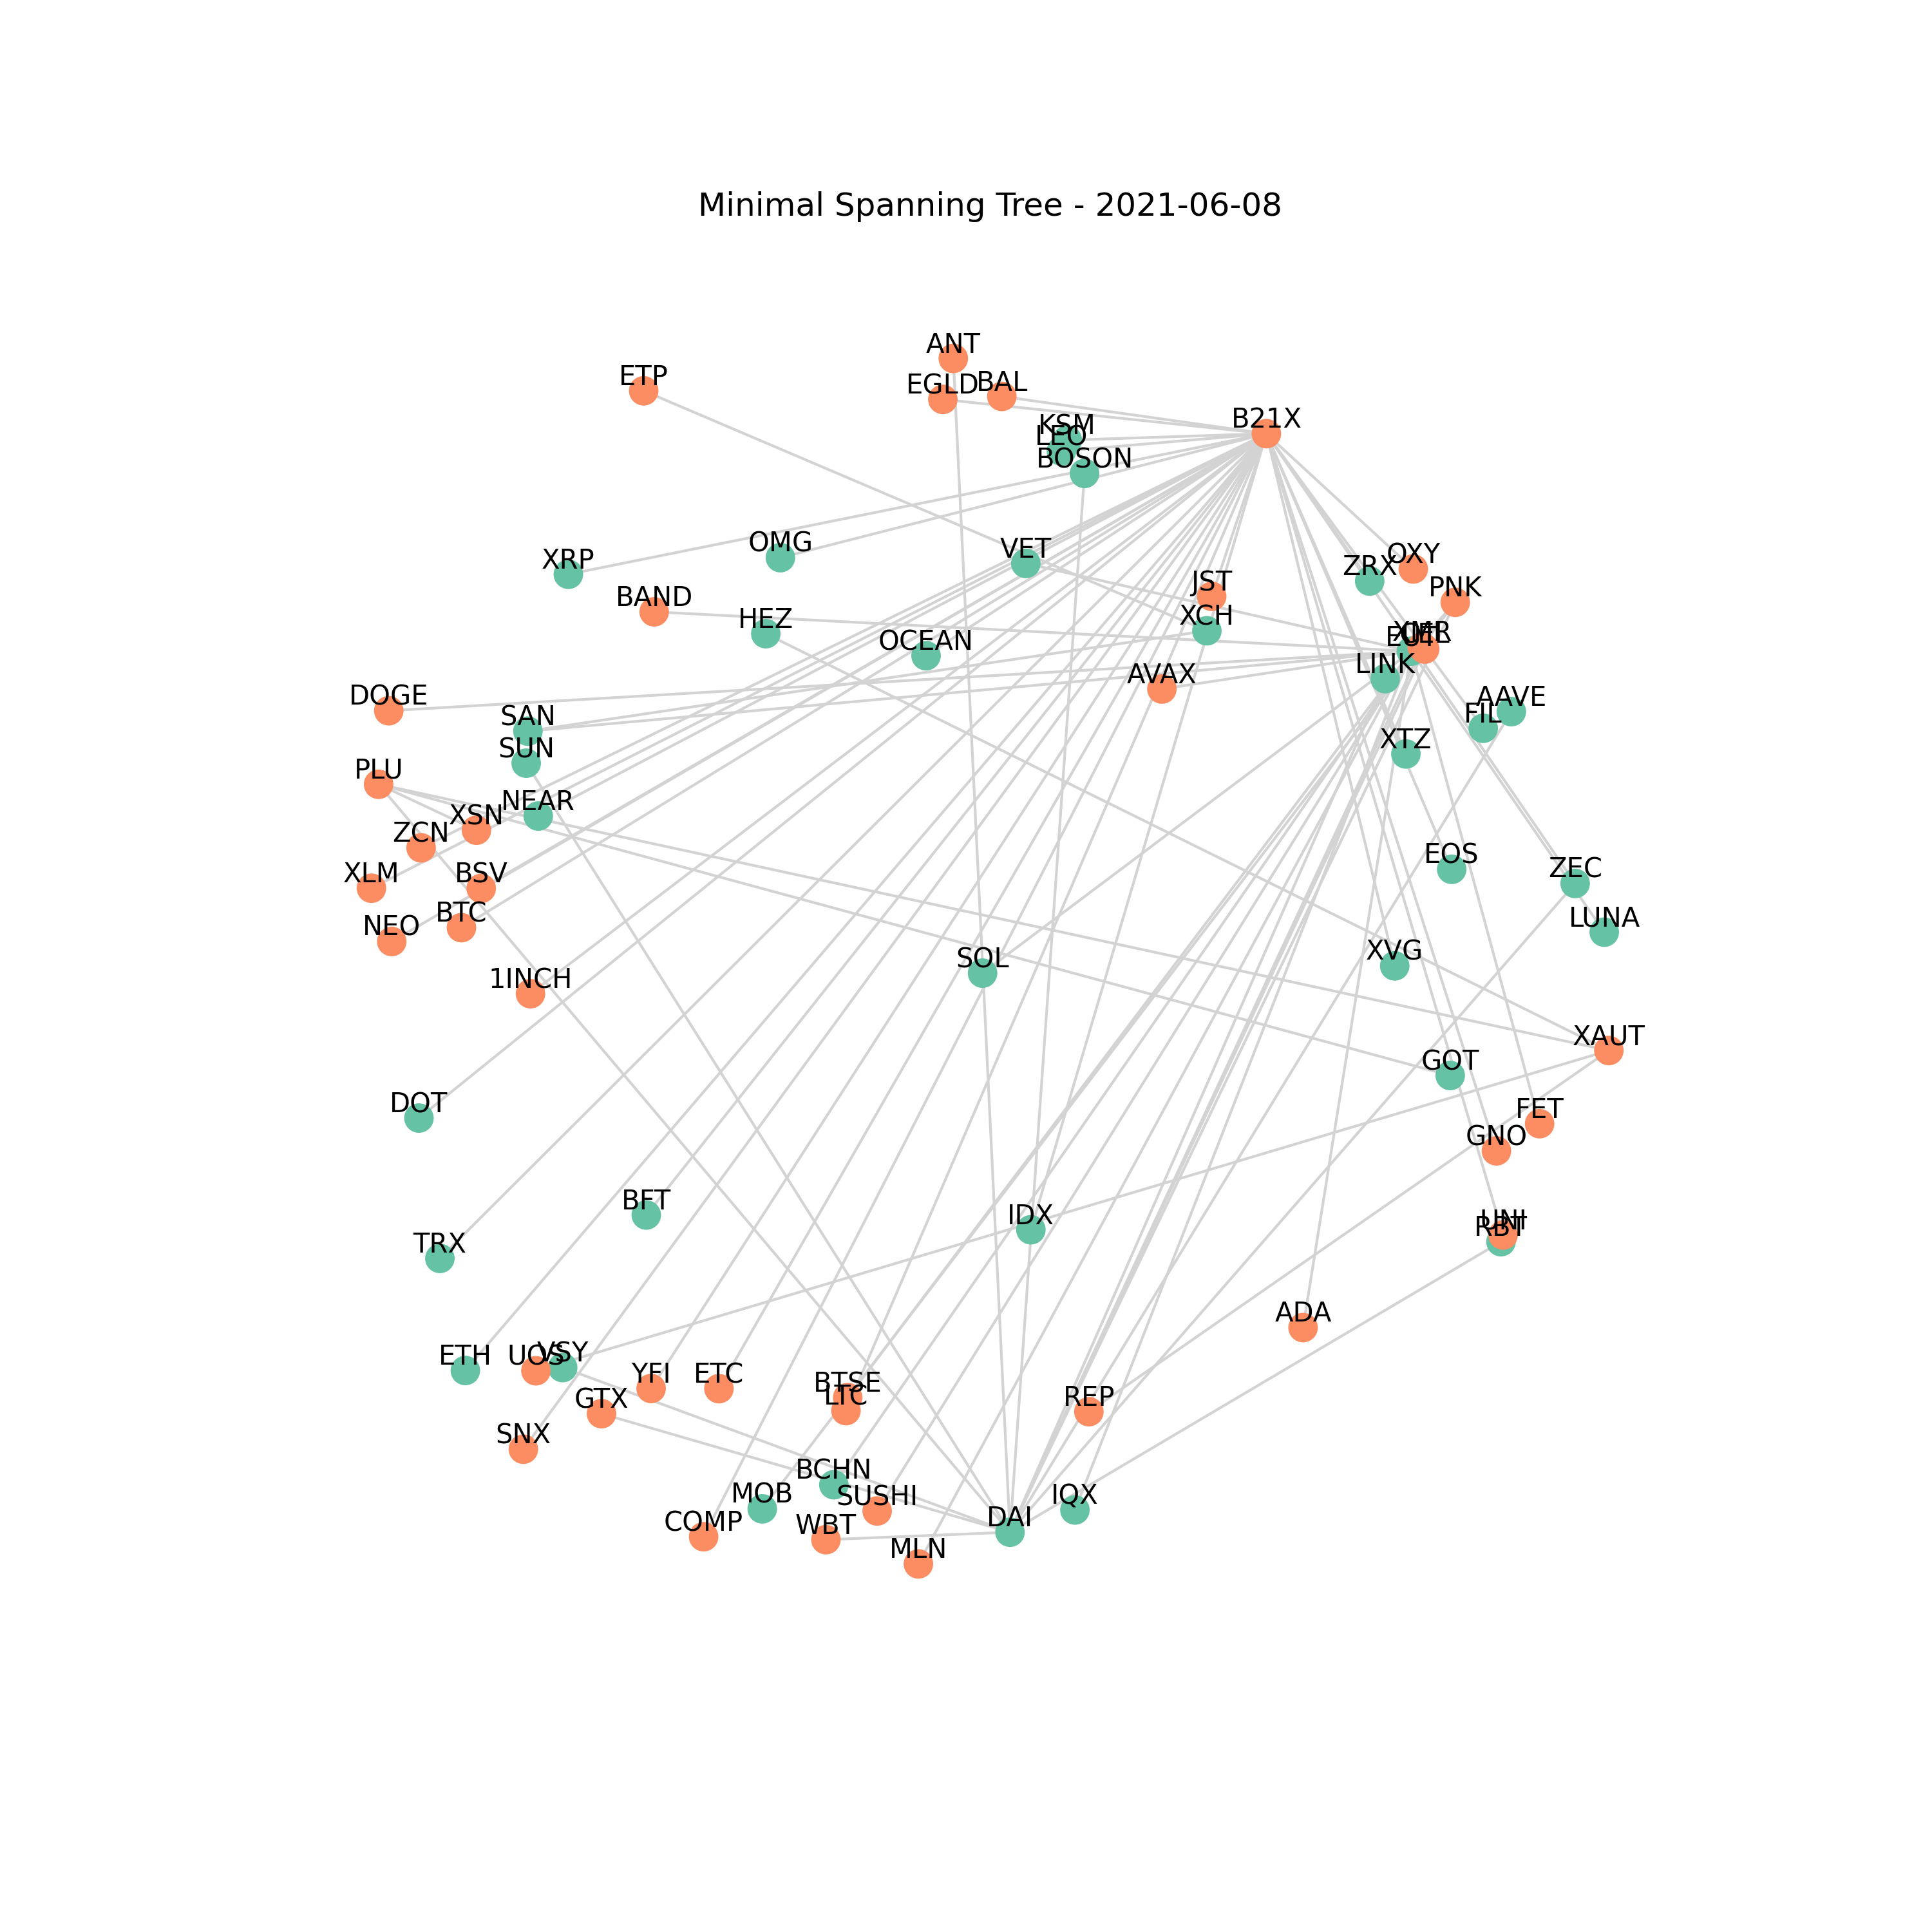 Minimal Spanning Tree - 2021-06-08
ANT
ETP
EGLD
BAL
B21X
KSM
LEO
BOSON
XRP
OMG
VET
ZRX
OXY
JST
PNK
BAND
HEZ
XCH
OCEAN
LINK
AVAX
DOGE
AAVE
SAN
FIL
SUN
XTZ
PLU
NEAR
XSN
ZCN
EOS
XLM
BSV
ZEC
BTC
NEO
LUNA
XVG
SOL
1INCH
XAUT
GOT
DOT
FET
GNO
BFT
IDX
UNI
RBT
TRX
ADA
ETH
UOS
VSY
YFI
ETC
BTSE
LTC
REP
GTX
SNX
BCHN
MOB
SUSHI
IQX
DAI
COMP
WBT
MLN